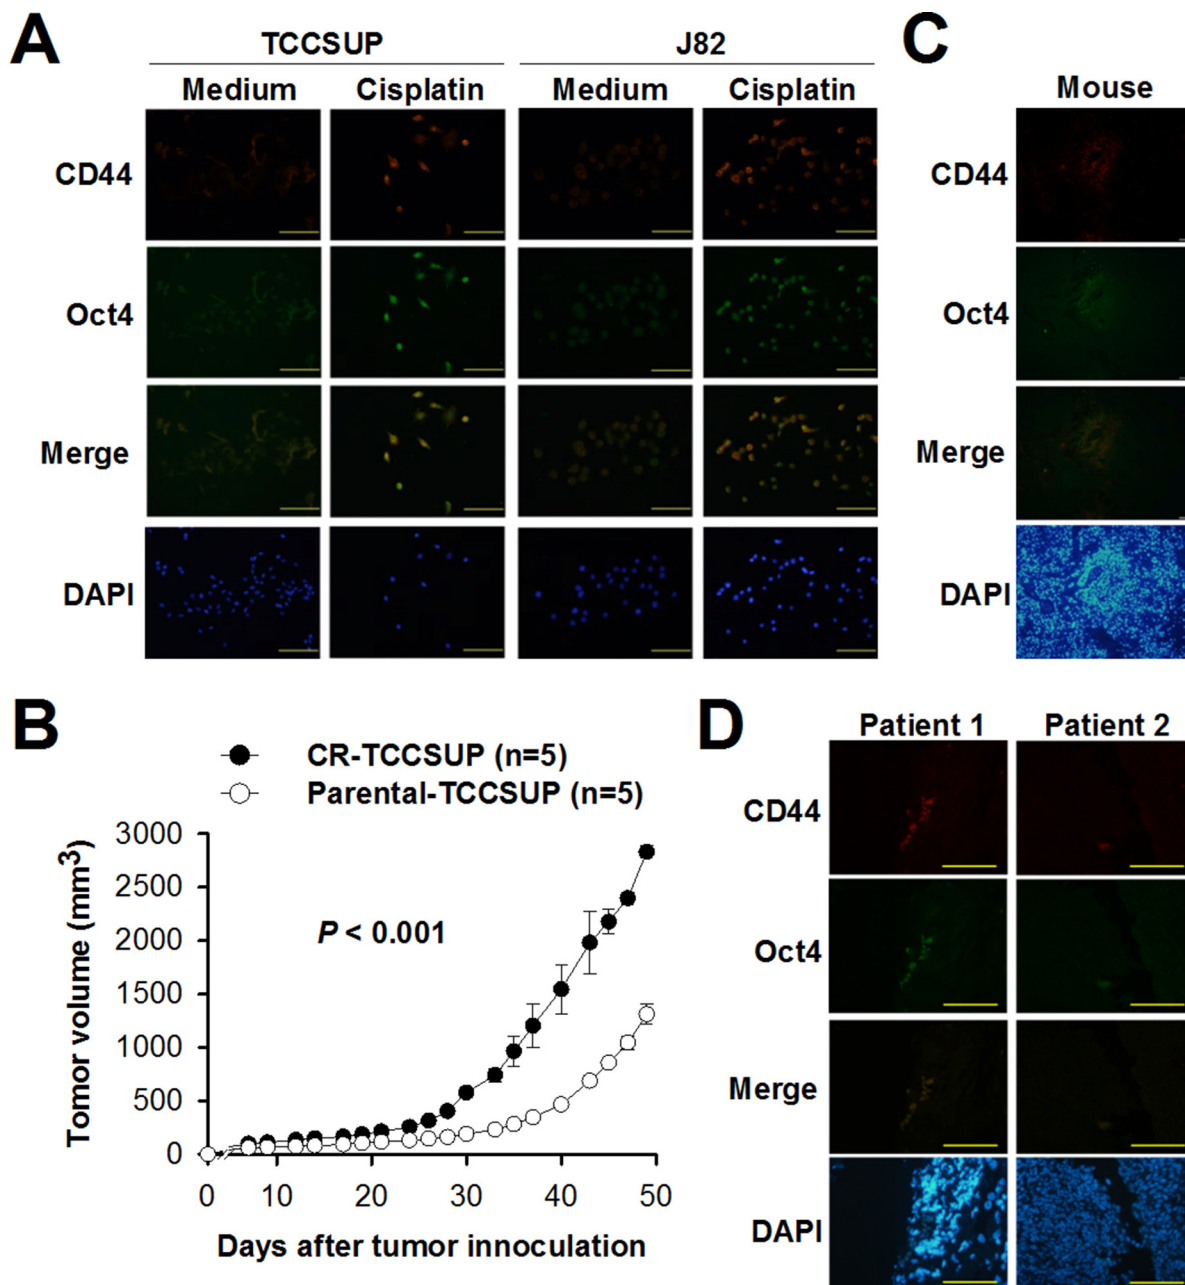 A
TCCSUP
J82
Medium
Cisplatin
Medium
Cisplatin
CD44
Oct4
Merge
DAPI
C
Mouse
CD44
Oct4
Merge
DAPI
B
CR-TCCSUP (n=5)
Parental-TCCSUP (n=5)
P < 0.001
Tomor volume (mm3)
3000
2500
2000
1500
1000
500
0
0
10
20
30
40
50
Days after tumor innoculation
D
Patient 1
Patient 2
CD44
Oct4
Merge
DAPI